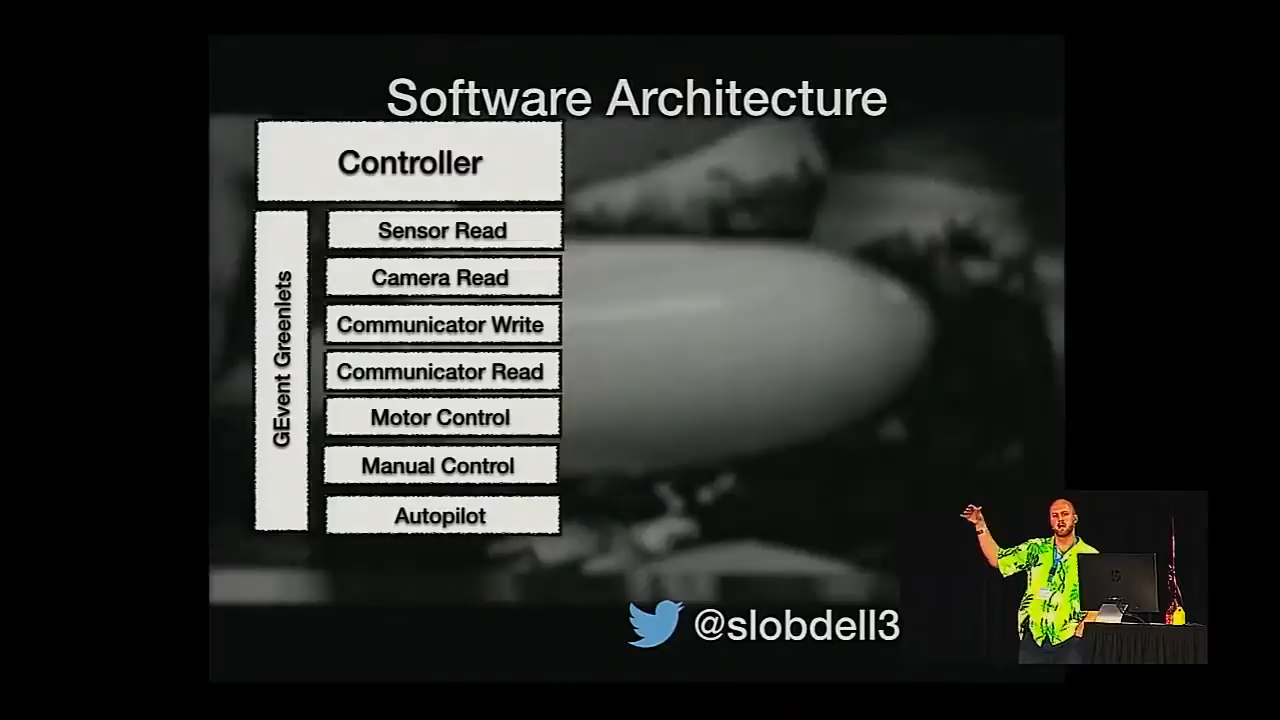 Software Architecture
Controller
GEvent Greenlets
Sensor Read
Camera Read
Communicator Write
Communicator Read
Motor Control
Manual Control
Autopilot
@slobdell3